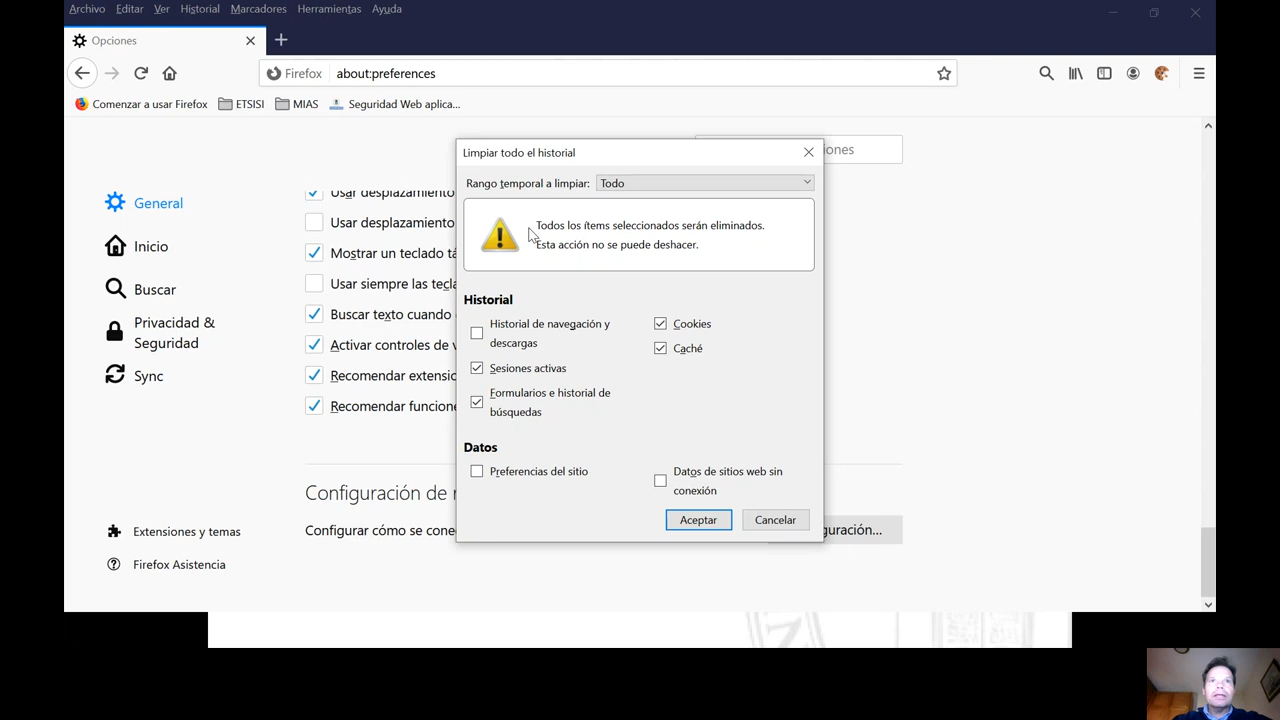 Archivo Editar Ver Historial Marcadores Herramientas Ayuda
Opciones
Firefox about:preferences
Comenzar a usar Firefox ETSISI MIAS Seguridad Web aplica...
Limpiar todo el historial
iones
Rango temporal a limpiar: Todo
Todos los ítems seleccionados serán eliminados.
Esta acción no se puede deshacer.
Historial
Historial de navegación y
descargas
Cookies
Caché
Sesiones activas
Formularios e historial de
búsquedas
Datos
Preferencias del sitio
Datos de sitios web sin
conexión
Aceptar Cancelar
General
Inicio
Buscar
Privacidad &
Seguridad
Sync
Extensiones y temas
Firefox Asistencia
Usar desplazamiento
Usar desplazamiento
Mostrar un teclado tá
Usar siempre las tecla
Buscar texto cuando
Activar controles de v
Recomendar extensio
Recomendar funcione
Configuración de r
Configurar cómo se cone
guración...